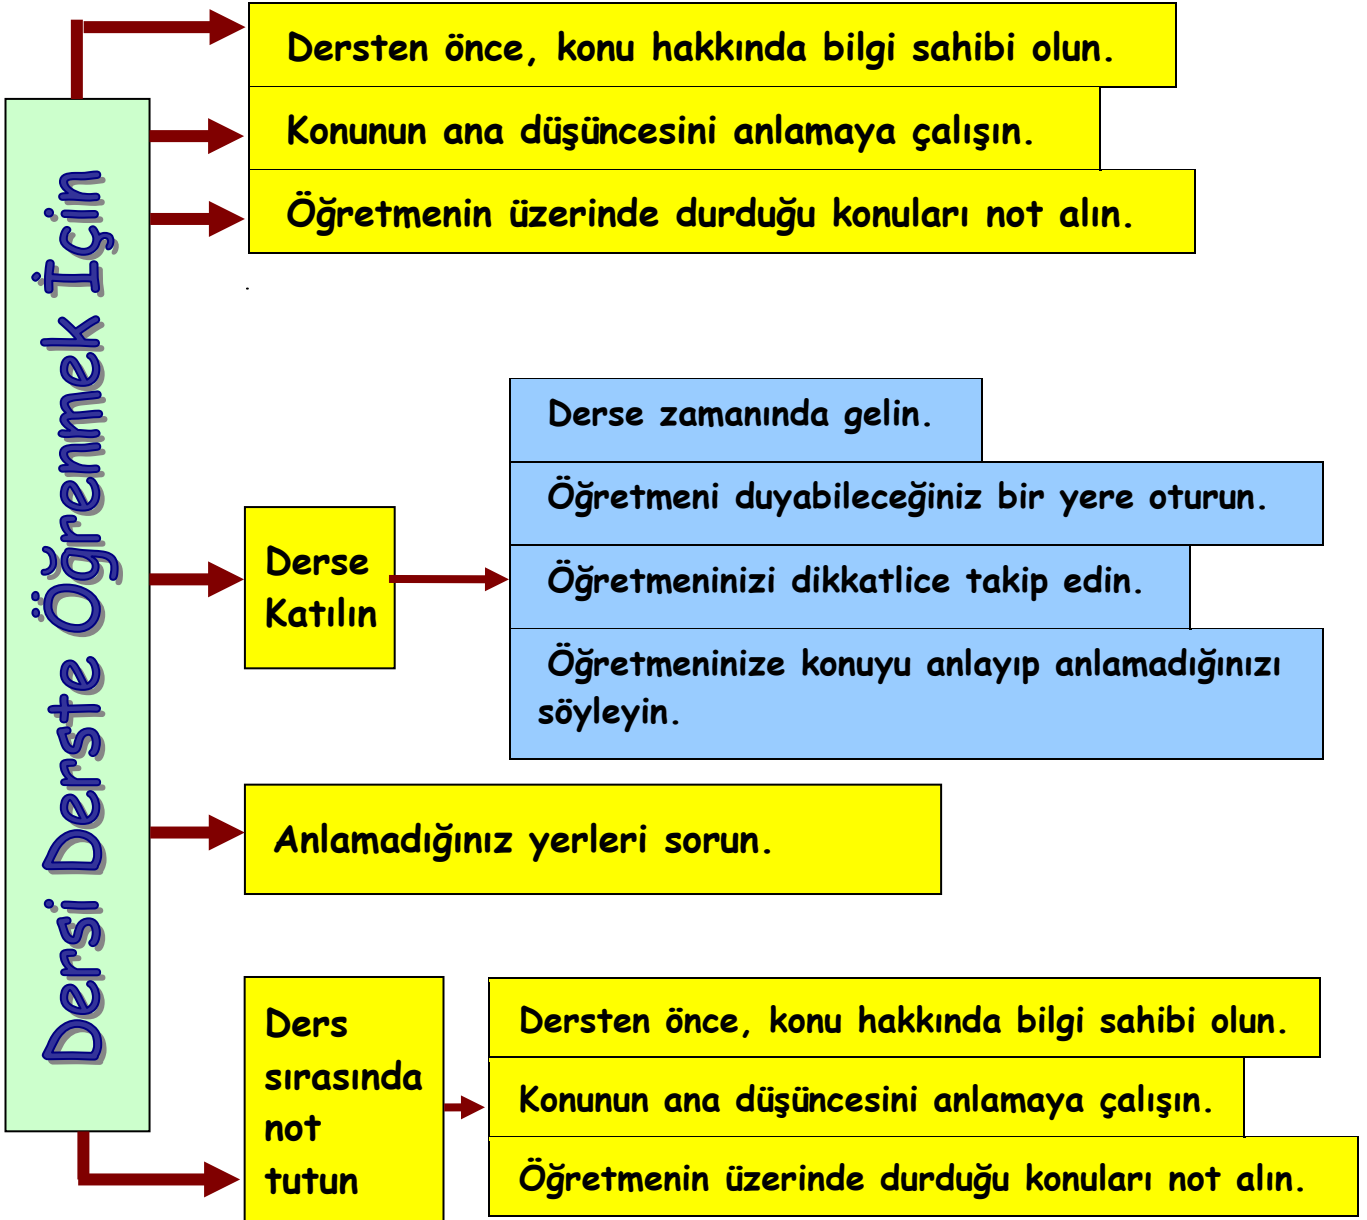 Dersi Derste Öğrenmek İçin
Dersten önce, konu hakkında bilgi sahibi olun.
Konunun ana düşüncesini anlamaya çalışın.
Öğretmenin üzerinde durduğu konuları not alın.
.
Derse
Katılın
Derse zamanında gelin.
Öğretmeni duyabileceğiniz bir yere oturun.
Öğretmeninizi dikkatlice takip edin.
Öğretmeninize konuyu anlayıp anlamadığınızı
söyleyin.
Anlamadığınız yerleri sorun.
Ders
sırasında
not
tutun
Dersten önce, konu hakkında bilgi sahibi olun.
Konunun ana düşüncesini anlamaya çalışın.
Öğretmenin üzerinde durduğu konuları not alın.